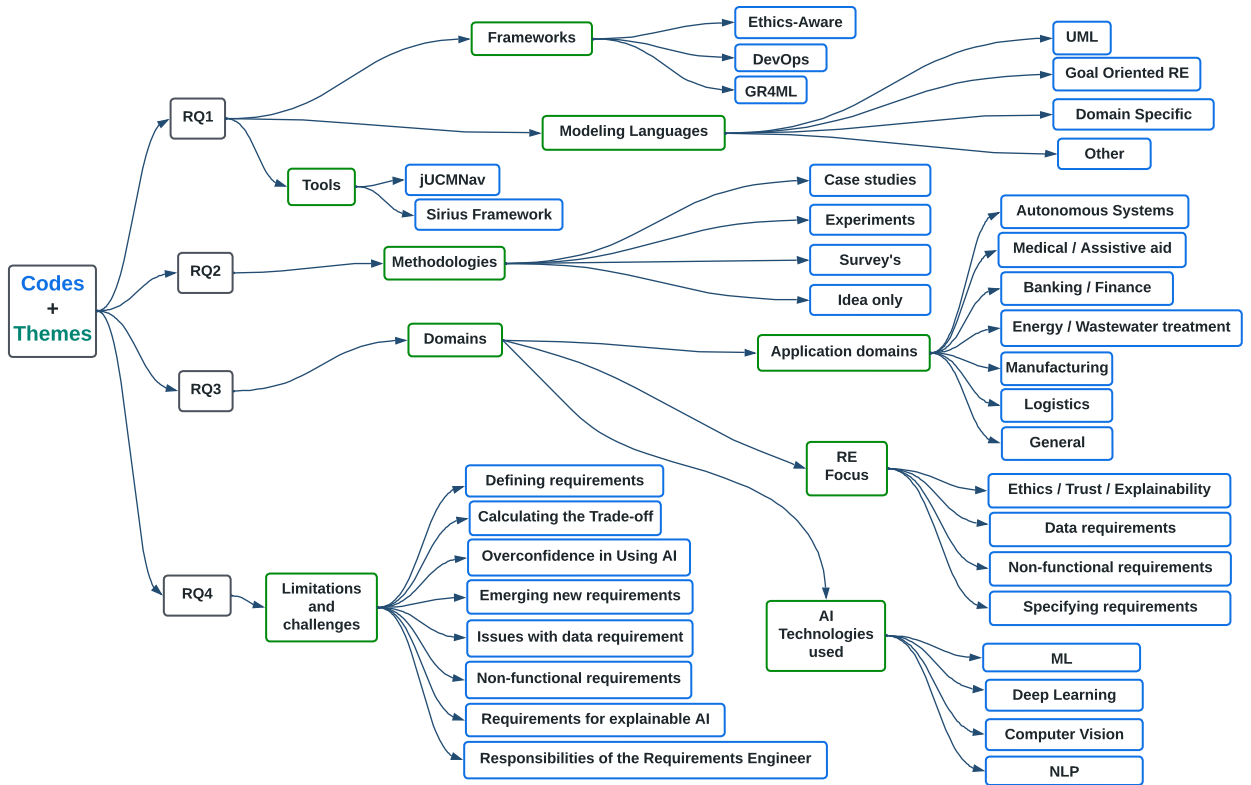 Codes
+
Themes
RQ1
Frameworks
Ethics-Aware
DevOps
GR4ML
Modeling Languages
UML
Goal Oriented RE
Domain Specific
Other
Tools
jUCMNav
Sirius Framework
RQ2
Methodologies
Case studies
Experiments
Survey's
Idea only
RQ3
Domains
Application domains
Autonomous Systems
Medical / Assistive aid
Banking / Finance
Energy / Wastewater treatment
Manufacturing
Logistics
General
RE
Focus
Ethics / Trust / Explainability
Data requirements
Non-functional requirements
Specifying requirements
AI
Technologies
used
ML
Deep Learning
Computer Vision
NLP
RQ4
Limitations
and
challenges
Defining requirements
Calculating the Trade-off
Overconfidence in Using AI
Emerging new requirements
Issues with data requirement
Non-functional requirements
Requirements for explainable AI
Responsibilities of the Requirements Engineer